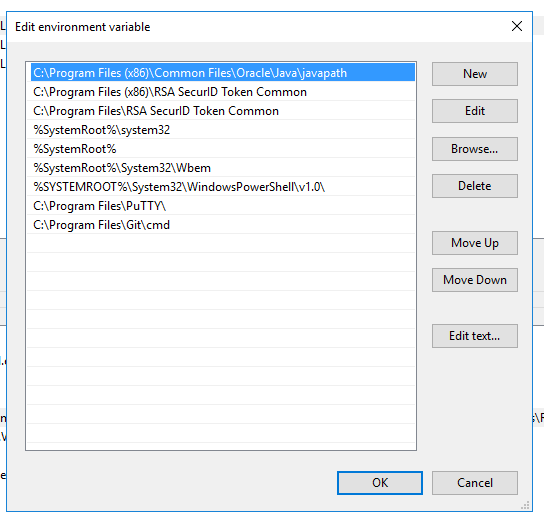 Edit environment variable
C:\Program Files (x86)\Common Files\Oracle\Java\javapath
C:\Program Files (x86)\RSA SecurID Token Common
C:\Program Files\RSA SecurID Token Common
%SystemRoot%\system32
%SystemRoot%
%SystemRoot%\System32\Wbem
%SYSTEMROOT%\System32\WindowsPowerShell\v1.0\
C:\Program Files\PuTTY\
C:\Program Files\Git\cmd
New
Edit
Browse...
Delete
Move Up
Move Down
Edit text...
OK
Cancel